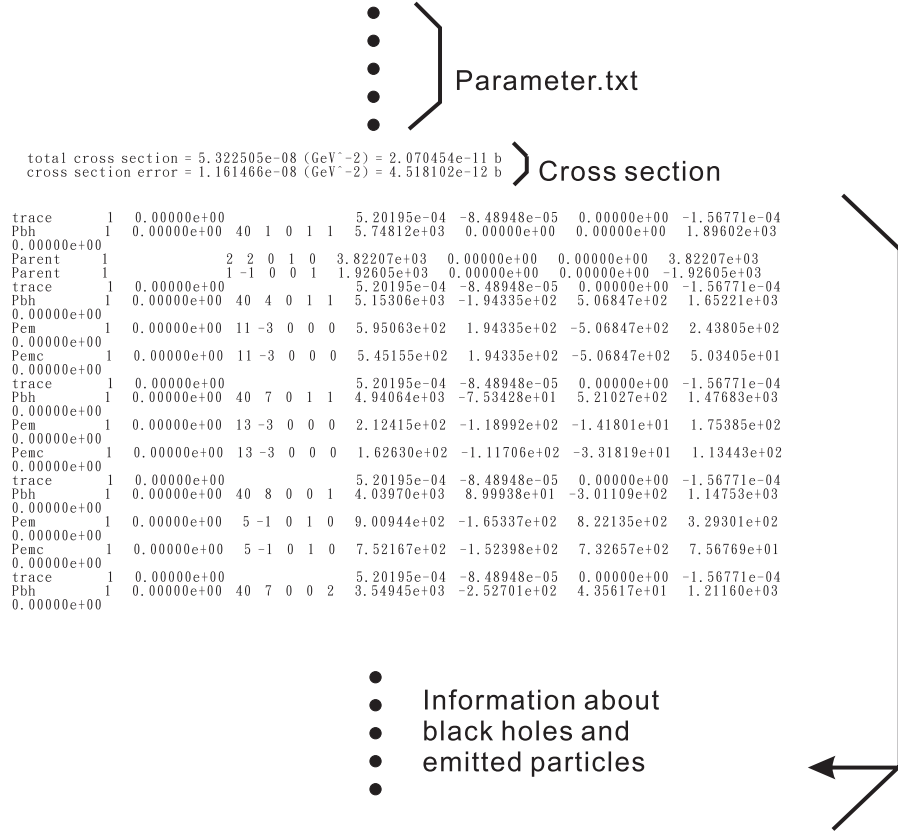 Parameter.txt
total cross section = 5.322505e-08 (GeV^-2) = 2.070454e-11 b
cross section error = 1.161466e-08 (GeV^-2) = 4.518102e-12 b
Cross section
trace 1 0.00000e+00 5.20195e-04 -8.48948e-05 0.00000e+00 -1.56771e-04
Pbh 1 0.00000e+00 40 1 0 1 1 5.74812e+03 0.00000e+00 0.00000e+00 1.89602e+03
0.00000e+00
Parent 1 2 2 0 1 0 3.82207e+03 0.00000e+00 0.00000e+00 3.82207e+03
Parent 1 1 -1 0 0 1 1.92605e+03 0.00000e+00 0.00000e+00 -1.92605e+03
trace 1 0.00000e+00 5.20195e-04 -8.48948e-05 0.00000e+00 -1.56771e-04
Pbh 1 0.00000e+00 40 4 0 1 1 5.15306e+03 -1.94335e+02 5.06847e+02 1.65221e+03
0.00000e+00
Pem 1 0.00000e+00 11 -3 0 0 0 5.95063e+02 1.94335e+02 -5.06847e+02 2.43805e+02
0.00000e+00
Pemc 1 0.00000e+00 11 -3 0 0 0 5.45155e+02 1.94335e+02 -5.06847e+02 5.03405e+01
0.00000e+00
trace 1 0.00000e+00 5.20195e-04 -8.48948e-05 0.00000e+00 -1.56771e-04
Pbh 1 0.00000e+00 40 7 0 1 1 4.94064e+03 -7.53428e+01 5.21027e+02 1.47683e+03
0.00000e+00
Pem 1 0.00000e+00 13 -3 0 0 0 2.12415e+02 -1.18992e+02 -1.41801e+01 1.75385e+02
0.00000e+00
Pemc 1 0.00000e+00 13 -3 0 0 0 1.62630e+02 -1.11706e+02 -3.31819e+01 1.13443e+02
0.00000e+00
trace 1 0.00000e+00 5.20195e-04 -8.48948e-05 0.00000e+00 -1.56771e-04
Pbh 1 0.00000e+00 40 8 0 0 1 4.03970e+03 8.99938e+01 -3.01109e+02 1.14753e+03
0.00000e+00
Pem 1 0.00000e+00 5 -1 0 1 0 9.00944e+02 -1.65337e+02 8.22135e+02 3.29301e+02
0.00000e+00
Pemc 1 0.00000e+00 5 -1 0 1 0 7.52167e+02 -1.52398e+02 7.32657e+02 7.56769e+01
0.00000e+00
trace 1 0.00000e+00 5.20195e-04 -8.48948e-05 0.00000e+00 -1.56771e-04
Pbh 1 0.00000e+00 40 7 0 0 2 3.54945e+03 -2.52701e+02 4.35617e+01 1.21160e+03
0.00000e+00
Information about
black holes and
emitted particles